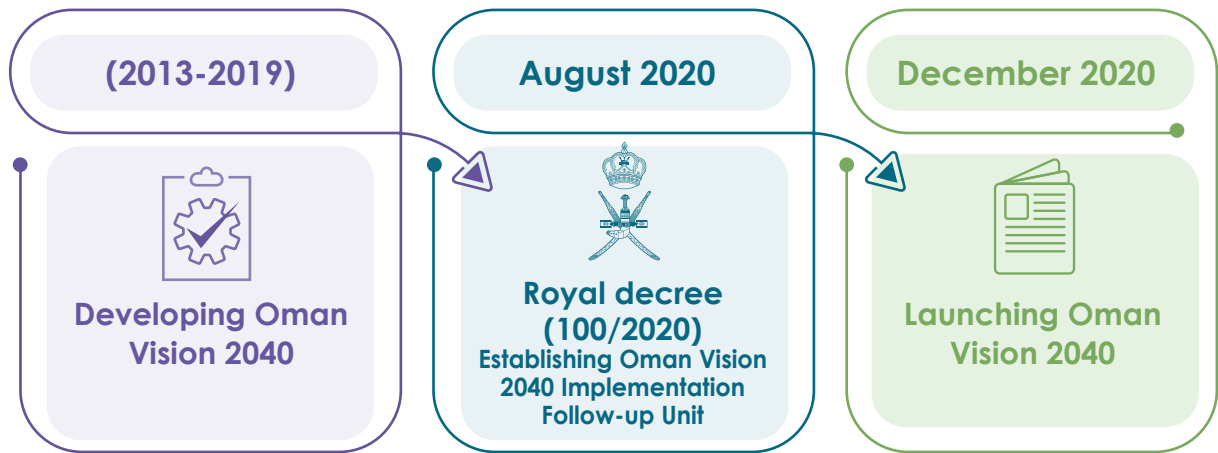 (2013-2019)
Developing Oman
Vision 2040
August 2020
Royal decree
(100/2020)
Establishing Oman Vision
2040 Implementation
Follow-up Unit
December 2020
Launching Oman
Vision 2040